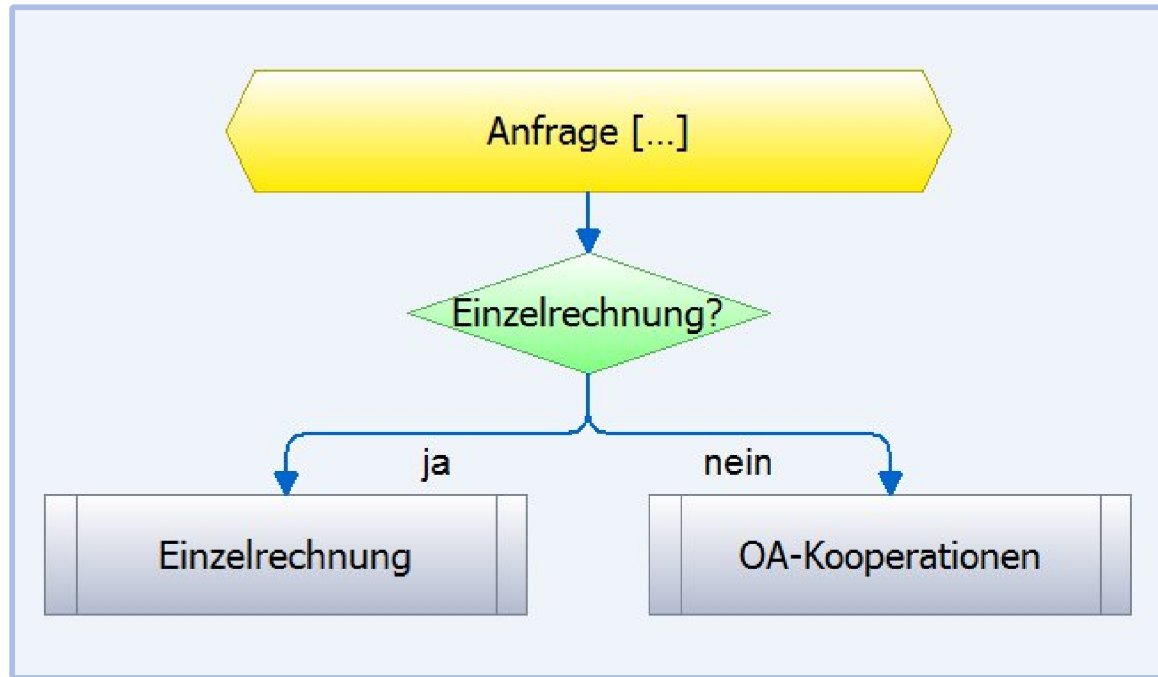 Anfrage [...]
Einzelrechnung?
ja
nein
Einzelrechnung
OA-Kooperationen